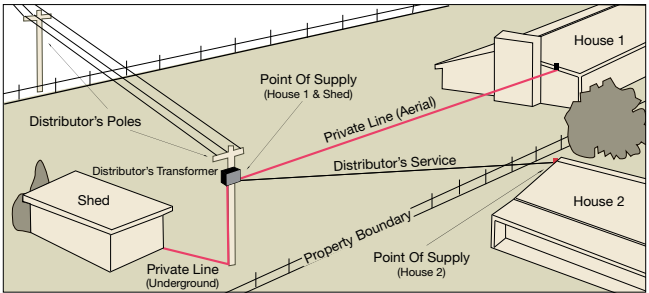 House 1
Point Of Supply
(House 1 & Shed)
Private Line (Aerial)
Distributor's Poles
Distributor's Transformer
Distributor's Service
Shed
House 2
Property Boundary
Point Of Supply
(House 2)
Private Line
(Underground)